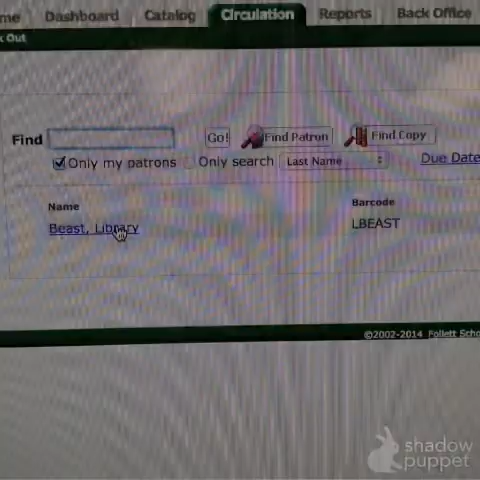 me Dashboard Catalog Circulation Reports Back Office
k Out
Find Go! Find Patron Find Copy
Only my patrons Only search Last Name Due Date
Name Barcode
Beast, Library LBEAST
©2002-2014 Follett Scho
shadow
puppet